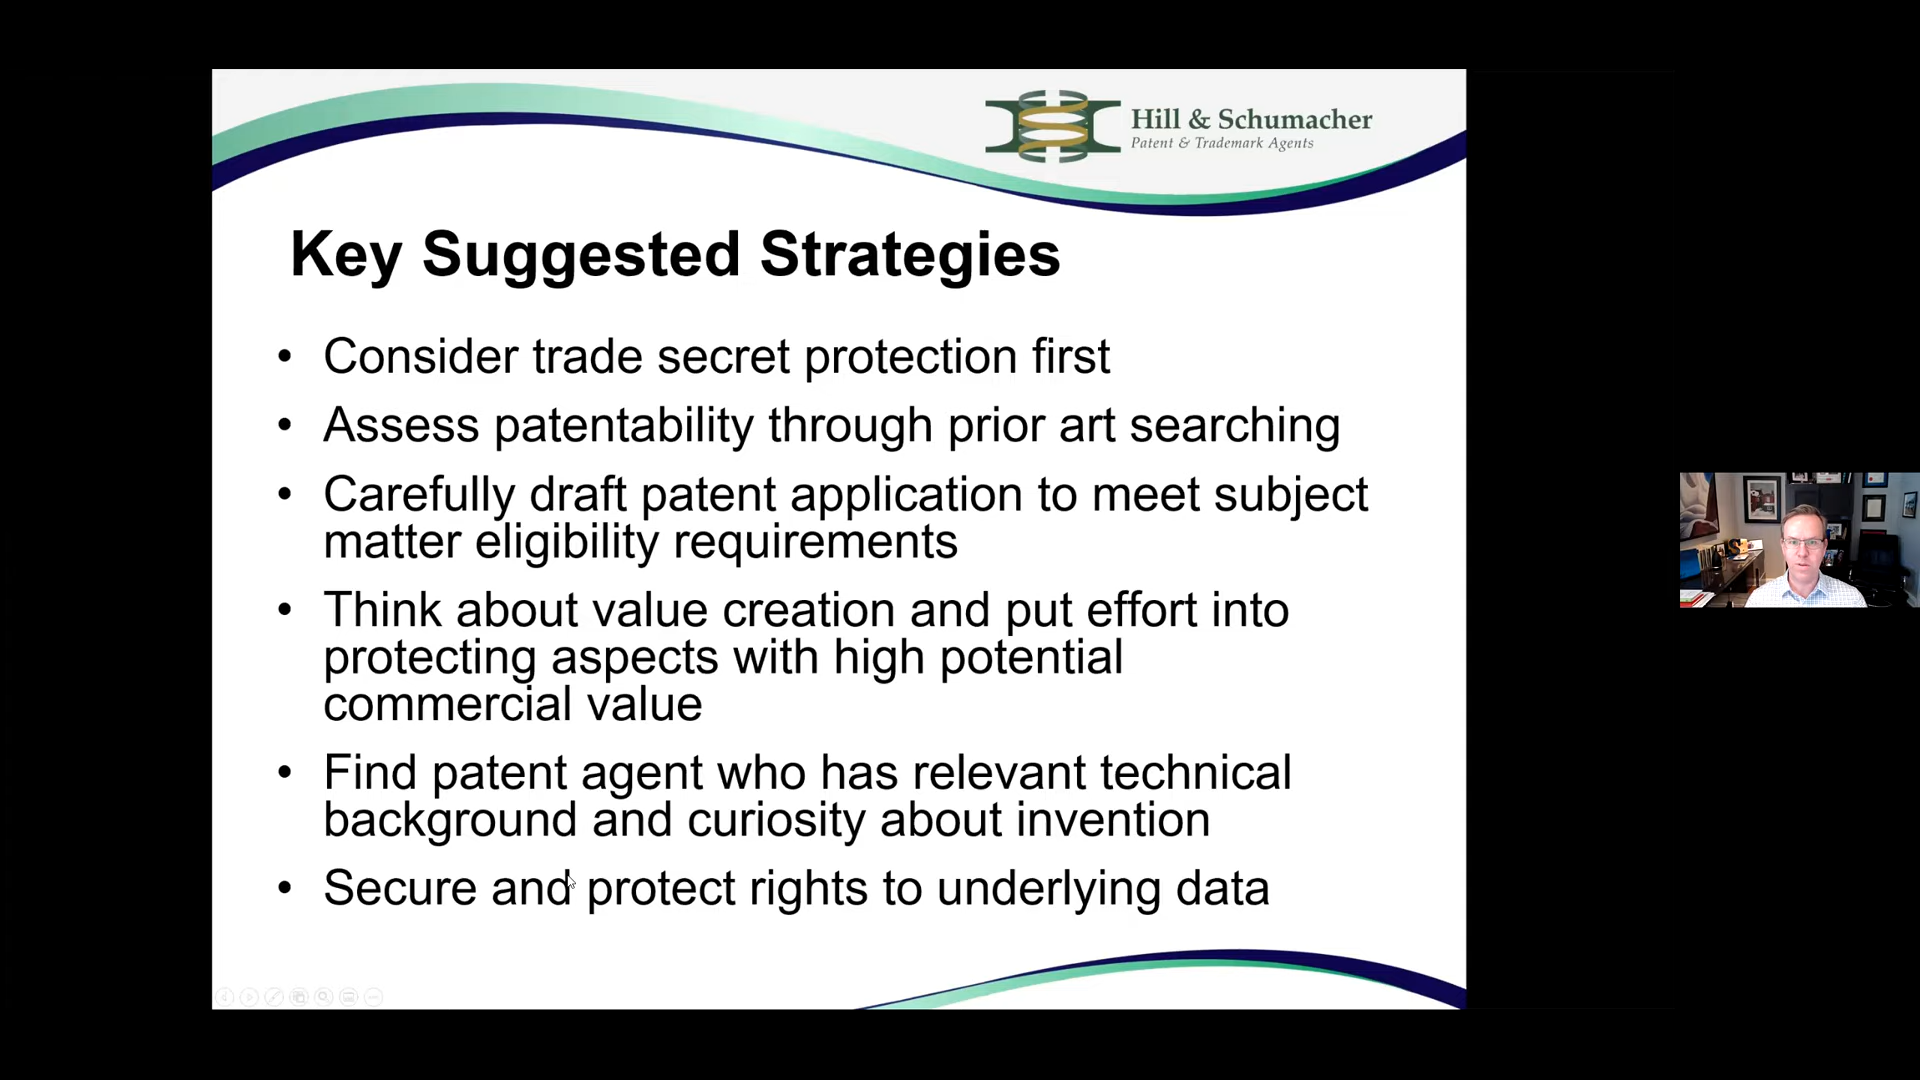 Hill & Schumacher
Patent & Trademark Agents
Key Suggested Strategies
• Consider trade secret protection first
• Assess patentability through prior art searching
• Carefully draft patent application to meet subject
matter eligibility requirements
• Think about value creation and put effort into
protecting aspects with high potential
commercial value
• Find patent agent who has relevant technical
background and curiosity about invention
• Secure and protect rights to underlying data